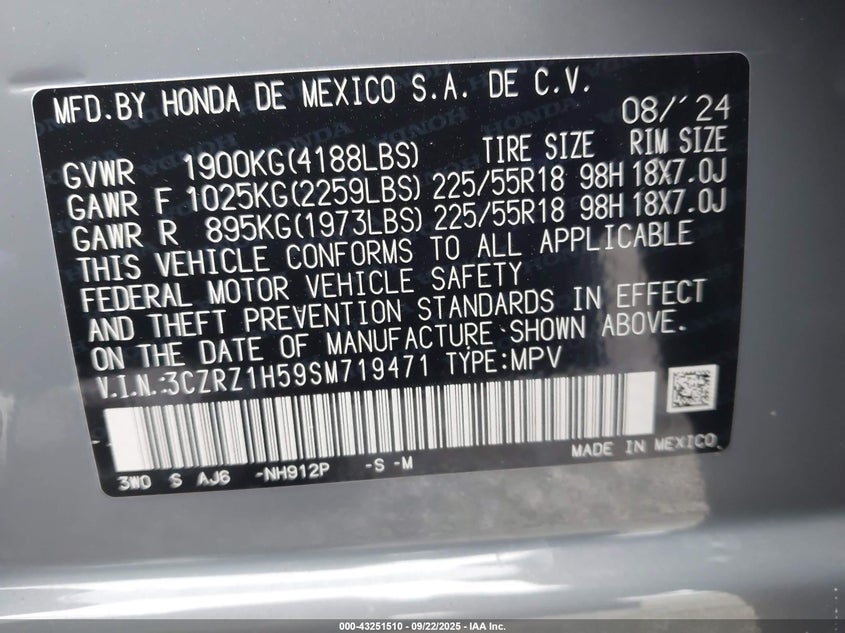 MFD.BY HONDA DE MEXICO S.A. DE C.V.
08/'24
GVWR 1900KG(4188LBS) TIRE SIZE RIM SIZE
GAWR F 1025KG(2259LBS) 225/55R18 98H 18X7.0J
GAWR R 895KG(1973LBS) 225/55R18 98H 18X7.0J
THIS VEHICLE CONFORMS TO ALL APPLICABLE
FEDERAL MOTOR VEHICLE SAFETY
AND THEFT PREVENTION STANDARDS IN EFFECT
ON THE DATE OF MANUFACTURE SHOWN ABOVE.
V.I.N.:3CZRZ1H59SM719471 TYPE:MPV
MADE IN MEXICO
3W0 S AJ6 -NH912P -S -M
000-43251510 - 09/22/2025 - IAA Inc.